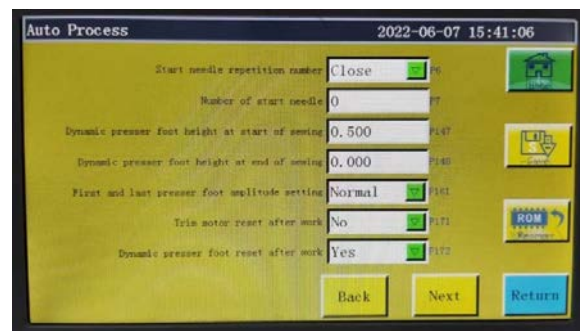 Auto Process 2022-06-07 15:41:06
Start needle repetition number Close P6
Number of start needle 0 P7
Dynamic presser foot height at start of sewing 0.500 P147
Dynamic presser foot height at end of sewing 0.000 P148
First and last presser foot amplitude setting Normal P161
Trim motor reset after work No P171
Dynamic presser foot reset after work Yes P172
ROM
Back Next Return